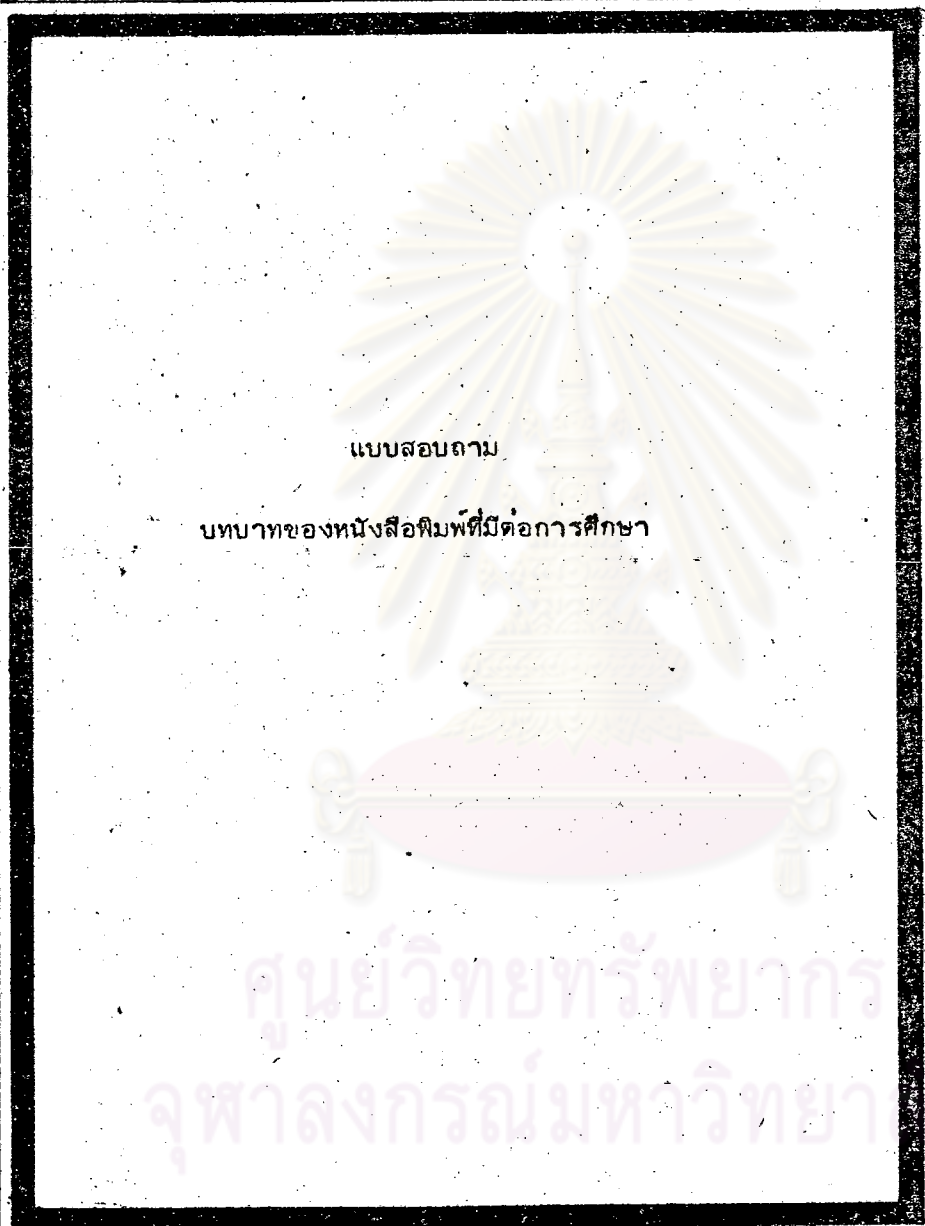 แบบสอบถาม
บทบาทของหนังสือพิมพ์ที่มีต่อการศึกษา
ศูนย์วิทยทรัพยากร
จุฬาลงกรณ์มหาวิทยา